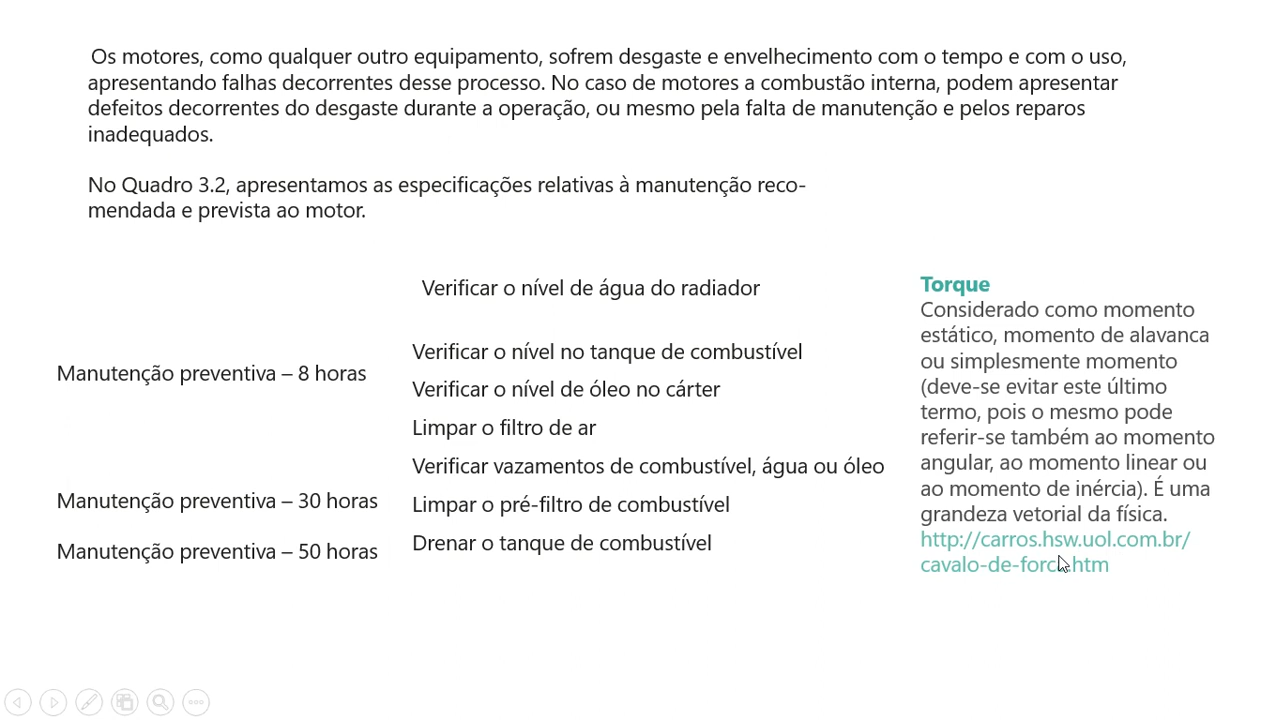 Os motores, como qualquer outro equipamento, sofrem desgaste e envelhecimento com o tempo e com o uso,
apresentando falhas decorrentes desse processo. No caso de motores a combustão interna, podem apresentar
defeitos decorrentes do desgaste durante a operação, ou mesmo pela falta de manutenção e pelos reparos
inadequados.
No Quadro 3.2, apresentamos as especificações relativas à manutenção reco-
mendada e prevista ao motor.
Manutenção preventiva – 8 horas
Verificar o nível de água do radiador
Verificar o nível no tanque de combustível
Verificar o nível de óleo no cárter
Limpar o filtro de ar
Verificar vazamentos de combustível, água ou óleo
Manutenção preventiva – 30 horas
Limpar o pré-filtro de combustível
Manutenção preventiva – 50 horas
Drenar o tanque de combustível
Torque
Considerado como momento
estático, momento de alavanca
ou simplesmente momento
(deve-se evitar este último
termo, pois o mesmo pode
referir-se também ao momento
angular, ao momento linear ou
ao momento de inércia). É uma
grandeza vetorial da física.
http://carros.hsw.uol.com.br/
cavalo-de-forca.htm